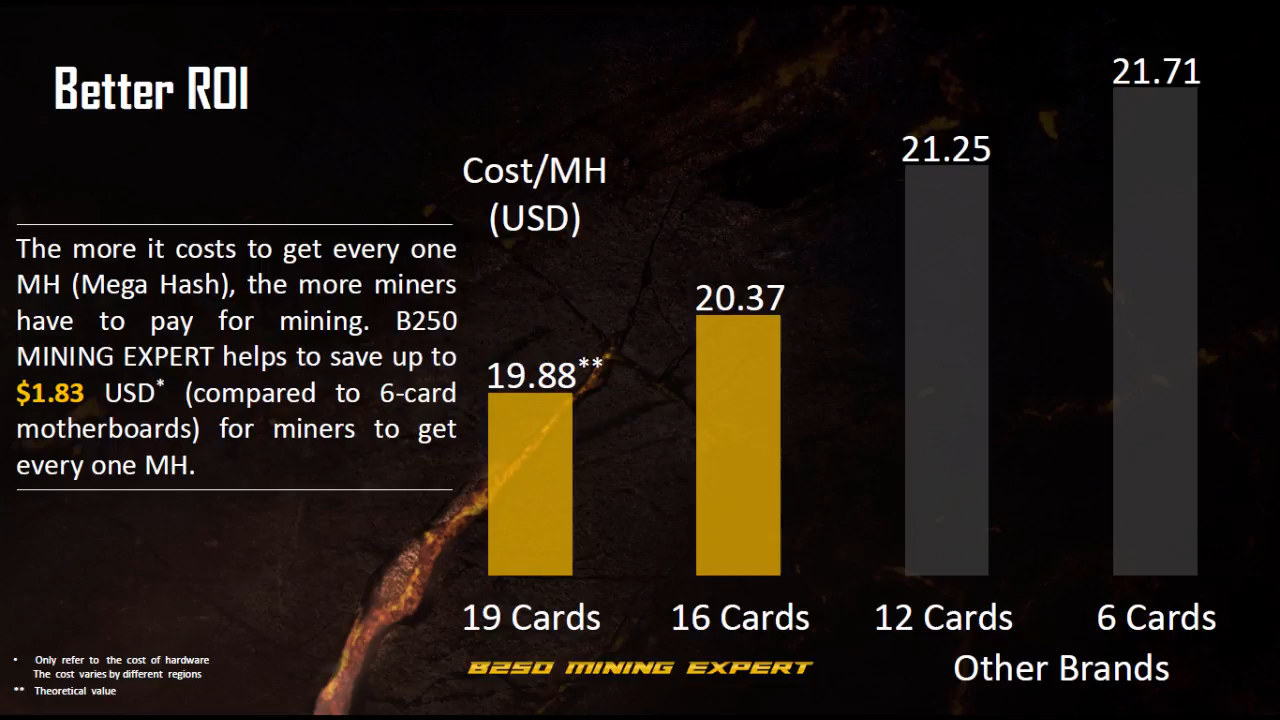 Better ROI
The more it costs to get every one
MH (Mega Hash), the more miners
have to pay for mining. B250
MINING EXPERT helps to save up to
$1.83 USD* (compared to 6-card
motherboards) for miners to get
every one MH.
Cost/MH
(USD)
19.88**
20.37
21.25
21.71
19 Cards
16 Cards
12 Cards
6 Cards
B250 MINING EXPERT
Other Brands
* Only refer to the cost of hardware
The cost varies by different regions
** Theoretical value